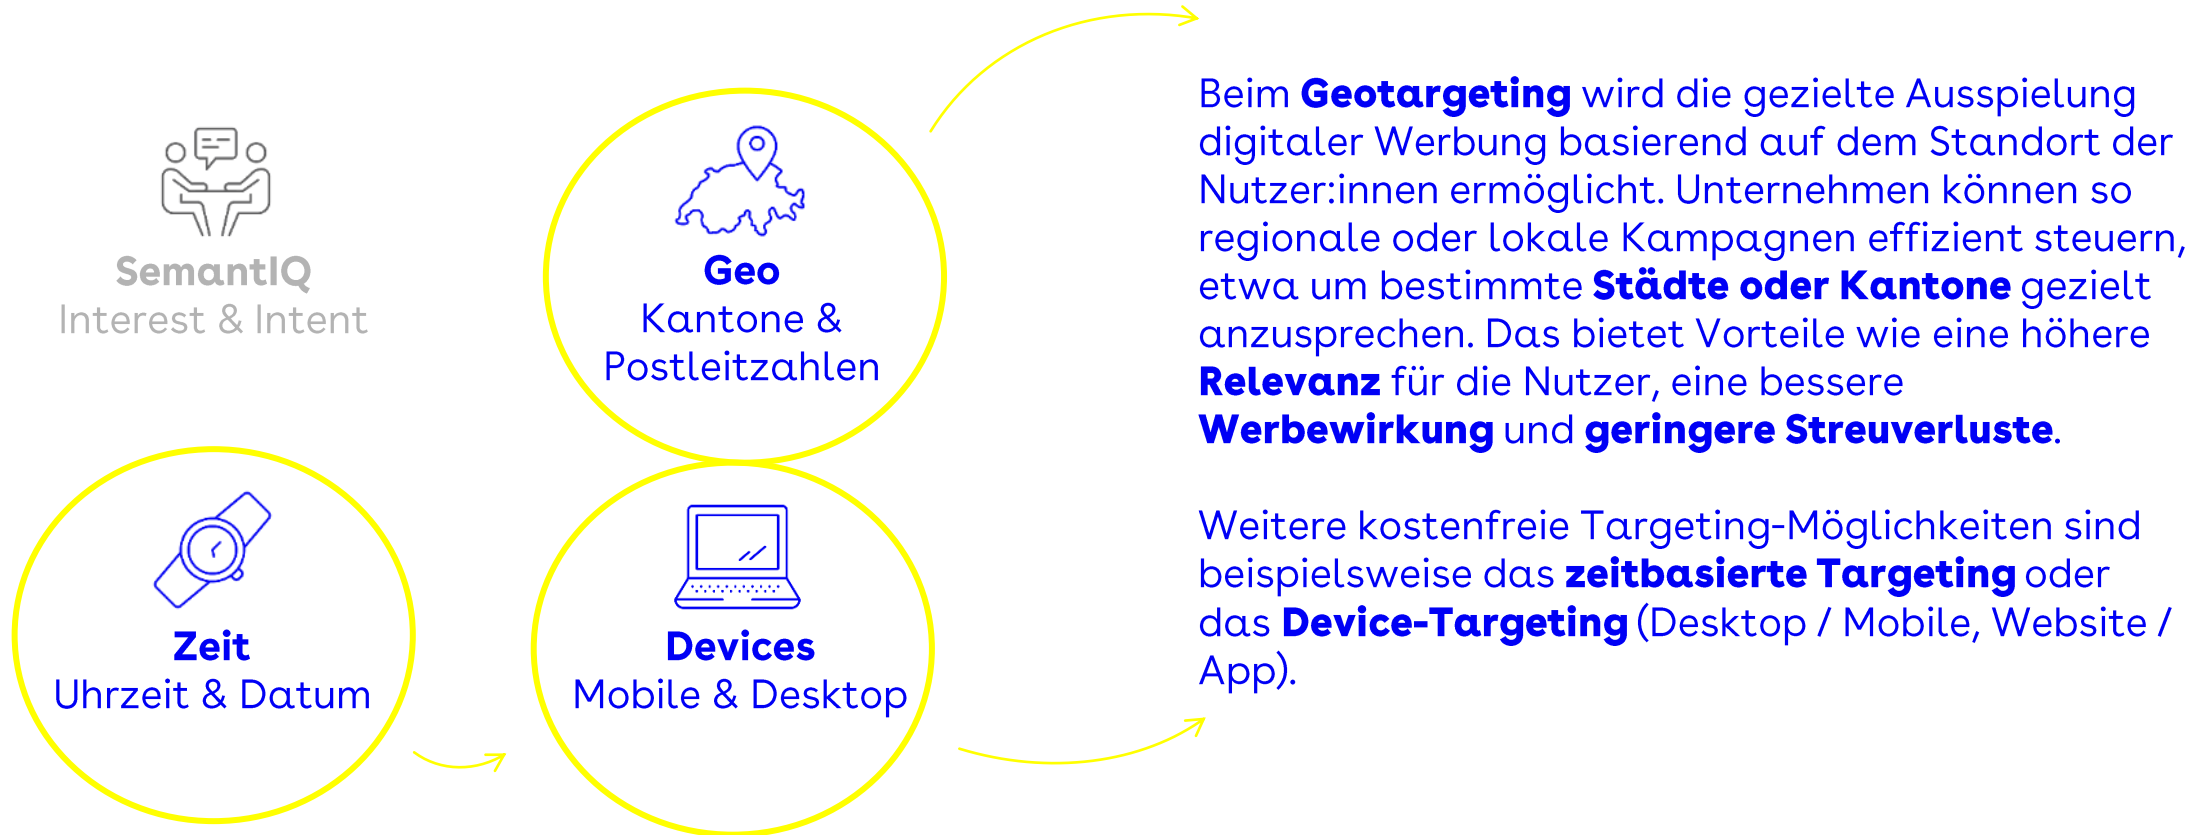 SemantIQ
Interest & Intent
Geo
Kantone &
Postleitzahlen
Zeit
Uhrzeit & Datum
Devices
Mobile & Desktop
Beim Geotargeting wird die gezielte Ausspielung
digitaler Werbung basierend auf dem Standort der
Nutzer:innen ermöglicht. Unternehmen können so
regionale oder lokale Kampagnen effizient steuern,
etwa um bestimmte Städte oder Kantone gezielt
anzusprechen. Das bietet Vorteile wie eine höhere
Relevanz für die Nutzer, eine bessere
Werbewirkung und geringere Streuverluste.
Weitere kostenfreie Targeting-Möglichkeiten sind
beispielsweise das zeitbasierte Targeting oder
das Device-Targeting (Desktop / Mobile, Website /
App).